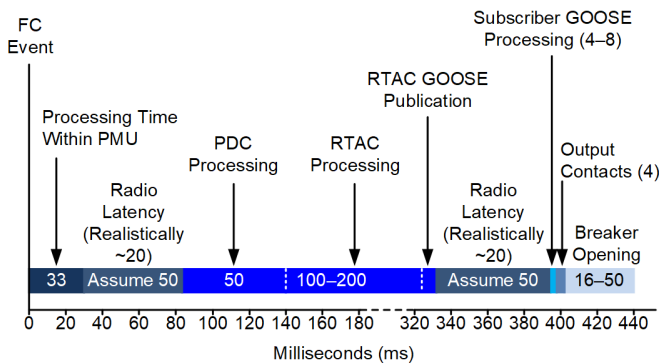 FC
Event
Processing Time
Within PMU
Radio
Latency
(Realistically
~20)
PDC
Processing
RTAC
Processing
RTAC GOOSE
Publication
Radio
Latency
(Realistically
~20)
Subscriber GOOSE
Processing (4–8)
Output
Contacts (4)
Breaker
Opening
33
Assume 50
50
100–200
Assume 50
16–50
0 20 40 60 80 100 120 140 160 180 320 340 360 380 400 420 440
Milliseconds (ms)